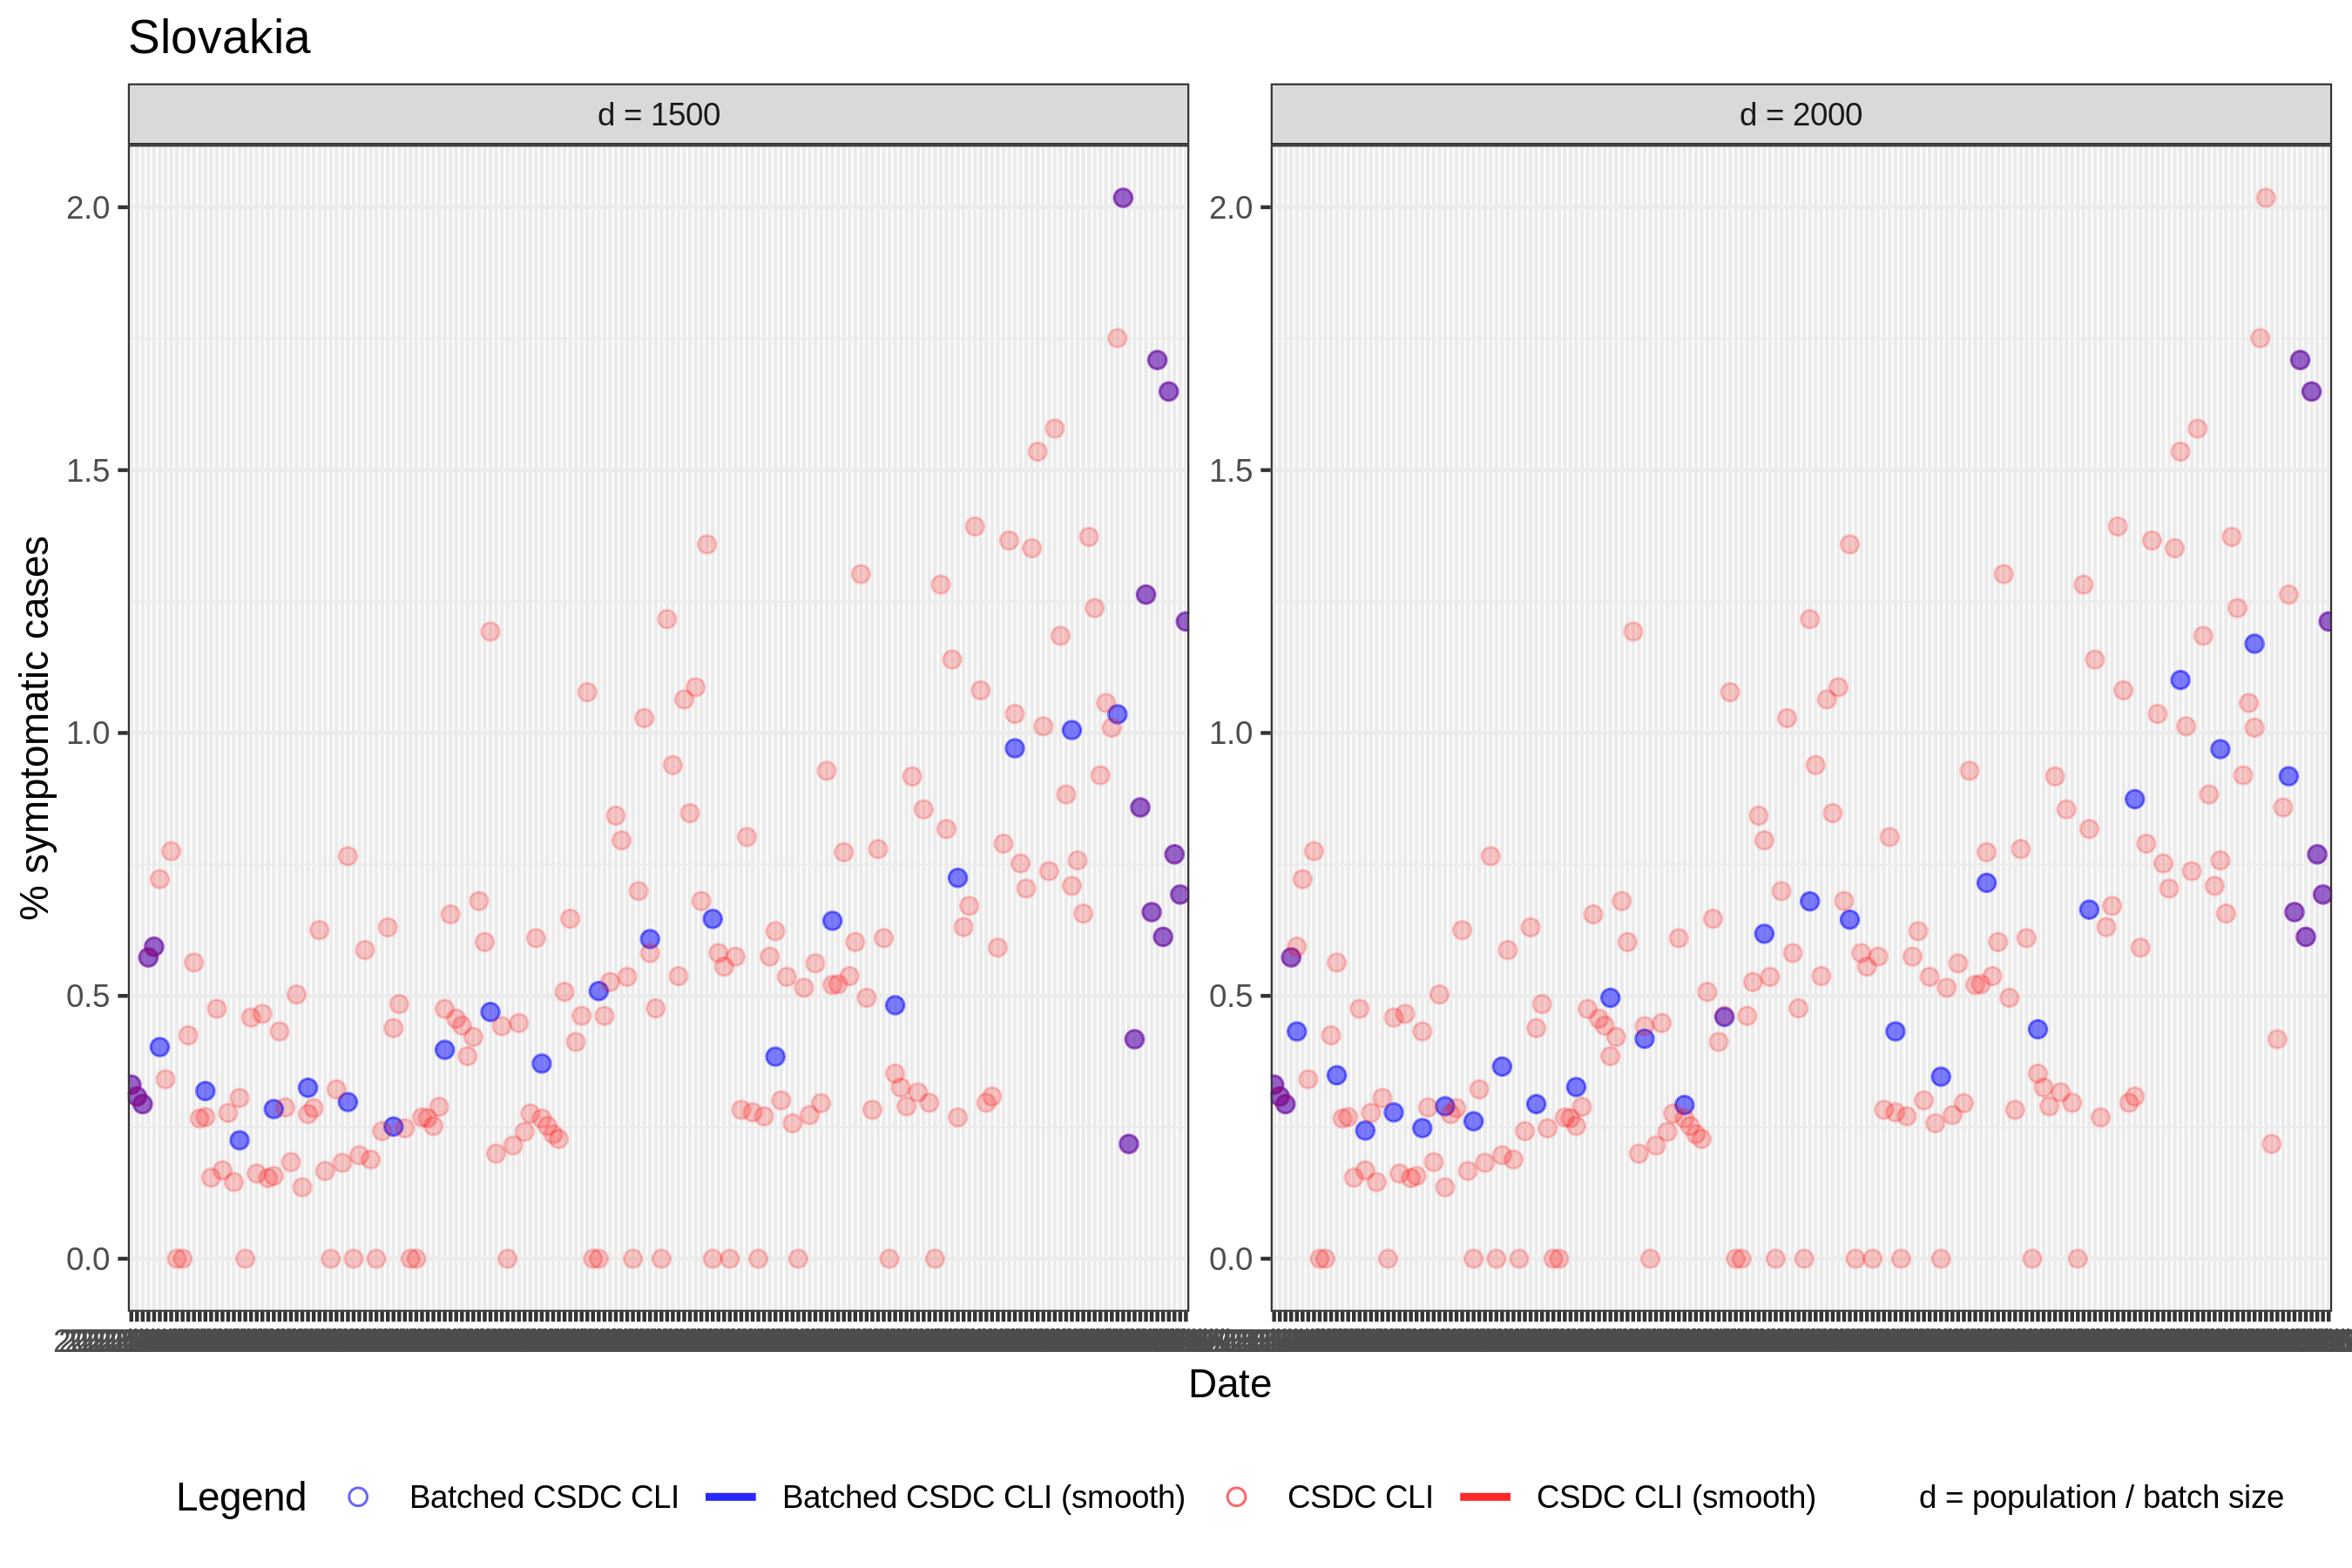 Slovakia
d = 1500
d = 2000
% symptomatic cases
2.0
1.5
1.0
0.5
0.0
2.0
1.5
1.0
0.5
0.0
Date
Legend
Batched CSDC CLI
Batched CSDC CLI (smooth)
CSDC CLI
CSDC CLI (smooth)
d = population / batch size